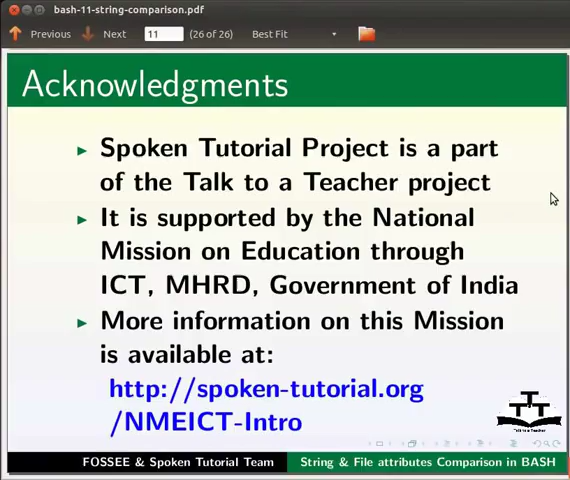 bash-11-string-comparison.pdf
Previous Next 11 (26 of 26) Best Fit
Acknowledgments
Spoken Tutorial Project is a part
of the Talk to a Teacher project
It is supported by the National
Mission on Education through
ICT, MHRD, Government of India
More information on this Mission
is available at:
http://spoken-tutorial.org
/NMEICT-Intro
Talk to a Teacher
FOSSEE & Spoken Tutorial Team String & File attributes Comparison in BASH